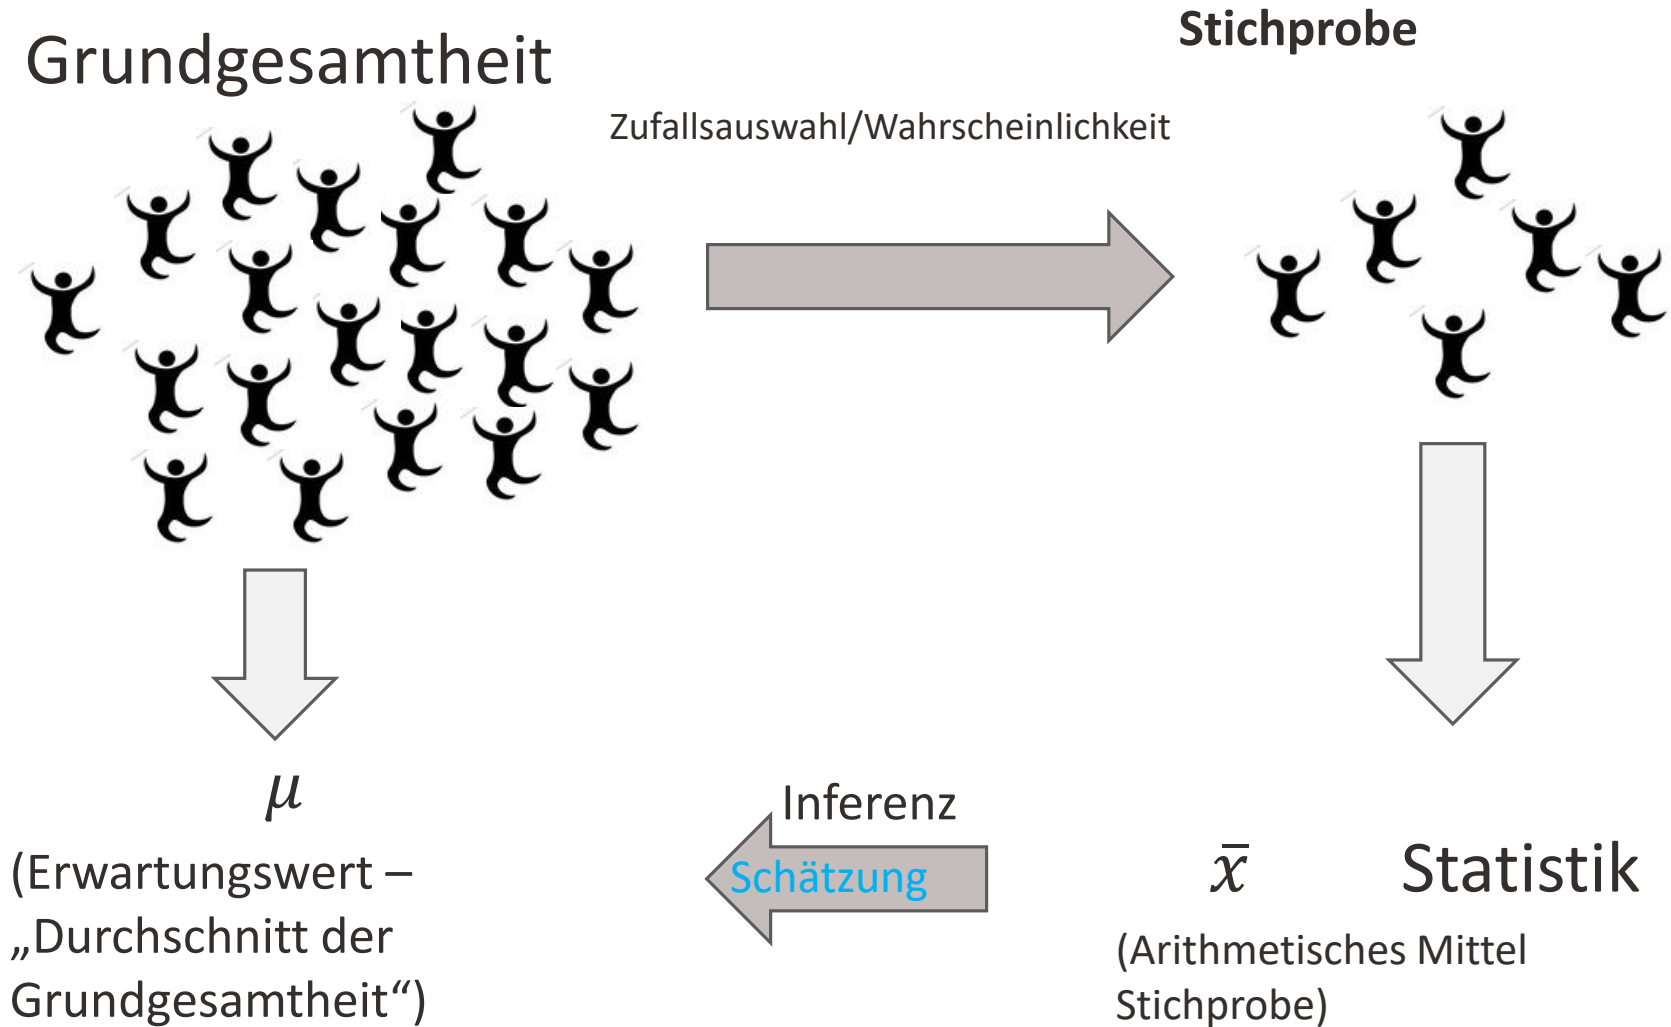 Grundgesamtheit
Stichprobe
Zufallsauswahl/Wahrscheinlichkeit
μ
(Erwartungswert –
„Durchschnitt der
Grundgesamtheit“)
Inferenz
Schätzung
x̄
Statistik
(Arithmetisches Mittel
Stichprobe)